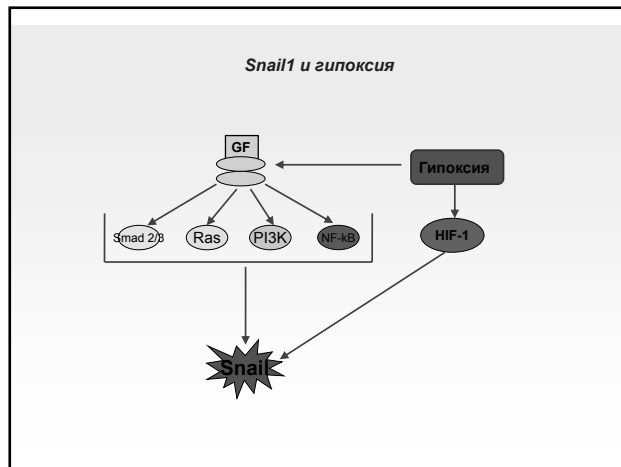 Snail1 и гипоксия
GF
Гипоксия
Smad 2/3
Ras
PI3K
NF-kB
HIF-1
Snail